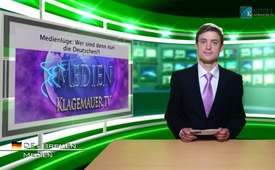 Medienlüge: Wer sind denn nun
die Deutschen?!
MEDIEN
KLAGEMAUER.TV
MEDIEN